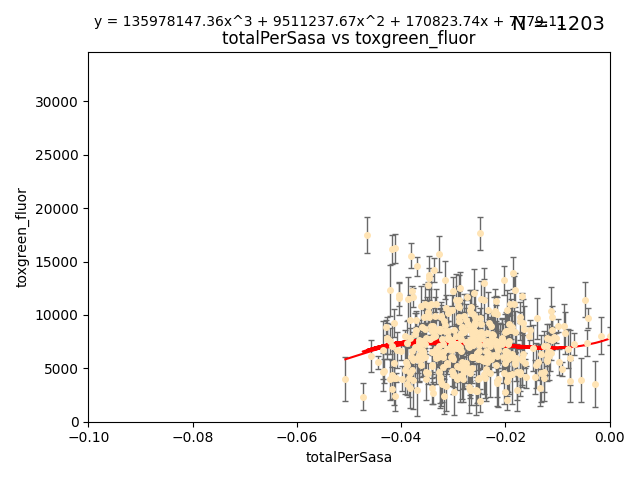 y = 135978147.36x^3 + 9511237.67x^2 + 170823.74x +
N = 1203
totalPerSasa vs toxgreen_fluor
30000
25000
20000
15000
10000
5000
0
toxgreen_fluor
−0.10
−0.08
−0.06
−0.04
−0.02
0.00
totalPerSasa